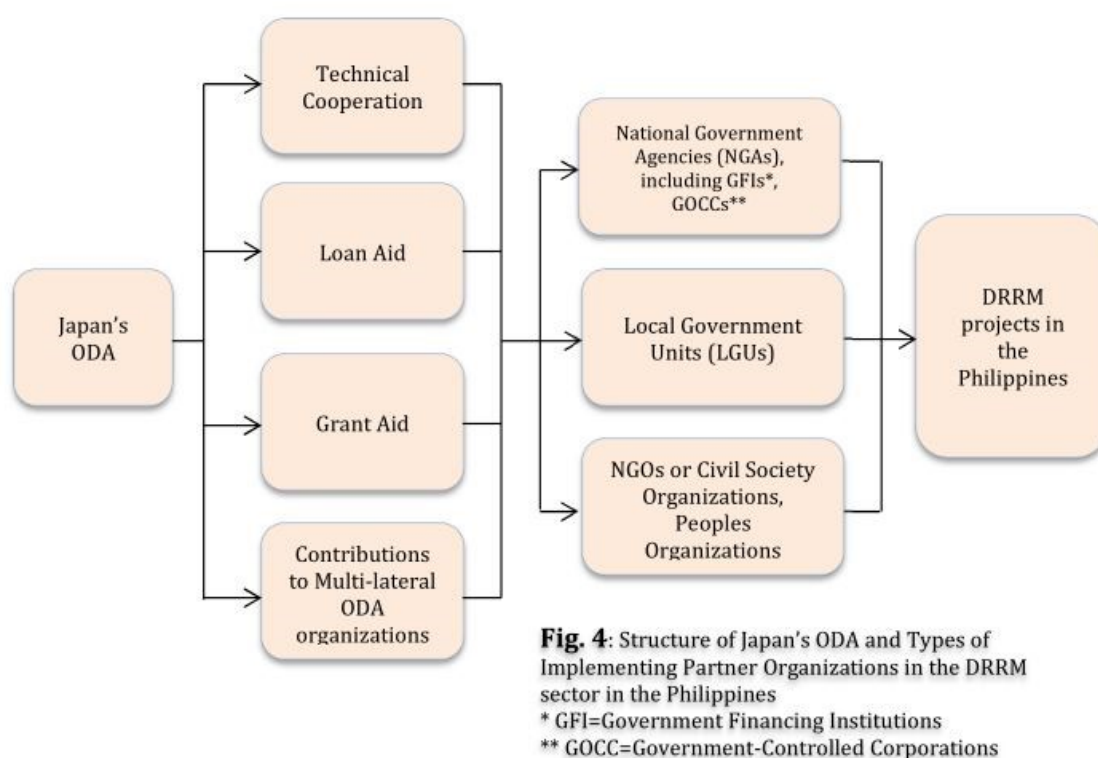 Japan's
ODA
Technical
Cooperation
Loan Aid
Grant Aid
Contributions
to Multi-lateral
ODA
organizations
National Government
Agencies (NGAs),
including GFIs*,
GOCCs**
Local Government
Units (LGUs)
NGOs or Civil Society
Organizations,
Peoples
Organizations
DRRM
projects in
the
Philippines
Fig. 4: Structure of Japan's ODA and Types of
Implementing Partner Organizations in the DRRM
sector in the Philippines
* GFI=Government Financing Institutions
** GOCC=Government-Controlled Corporations